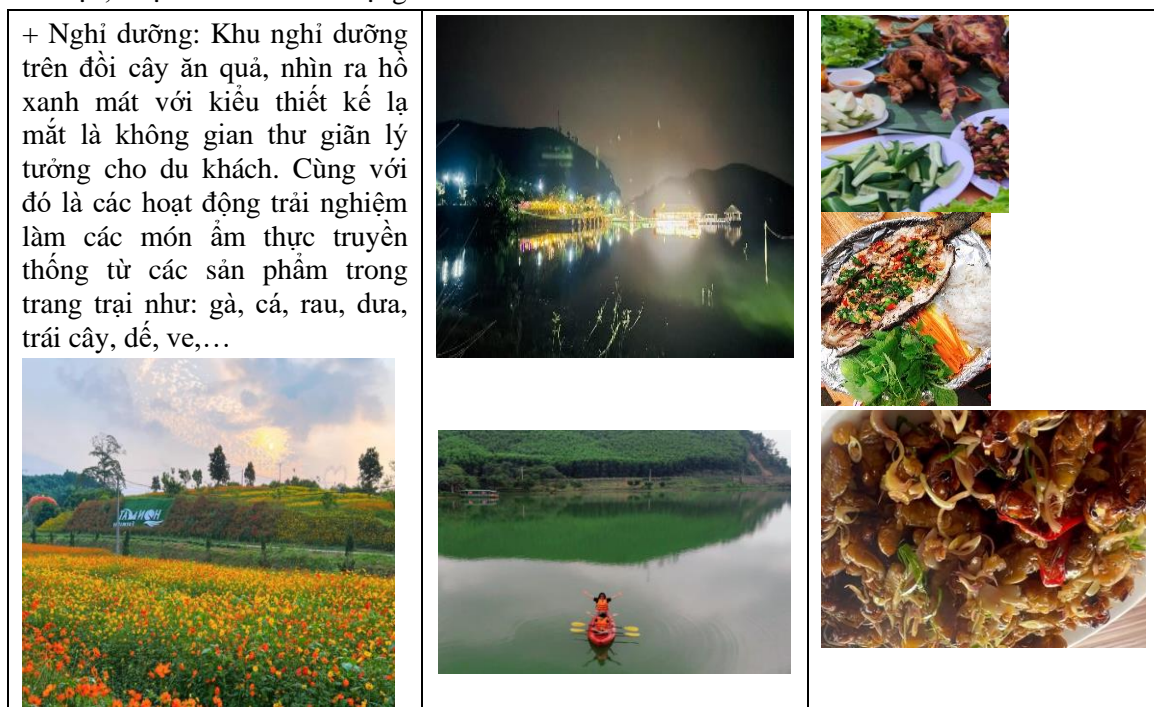 + Nghỉ dưỡng: Khu nghỉ dưỡng
trên đồi cây ăn quả, nhìn ra hồ
xanh mát với kiểu thiết kế lạ
mắt là không gian thư giãn lý
tưởng cho du khách. Cùng với
đó là các hoạt động trải nghiệm
làm các món ẩm thực truyền
thống từ các sản phẩm trong
trang trại như: gà, cá, rau, dưa,
trái cây, dế, ve,…